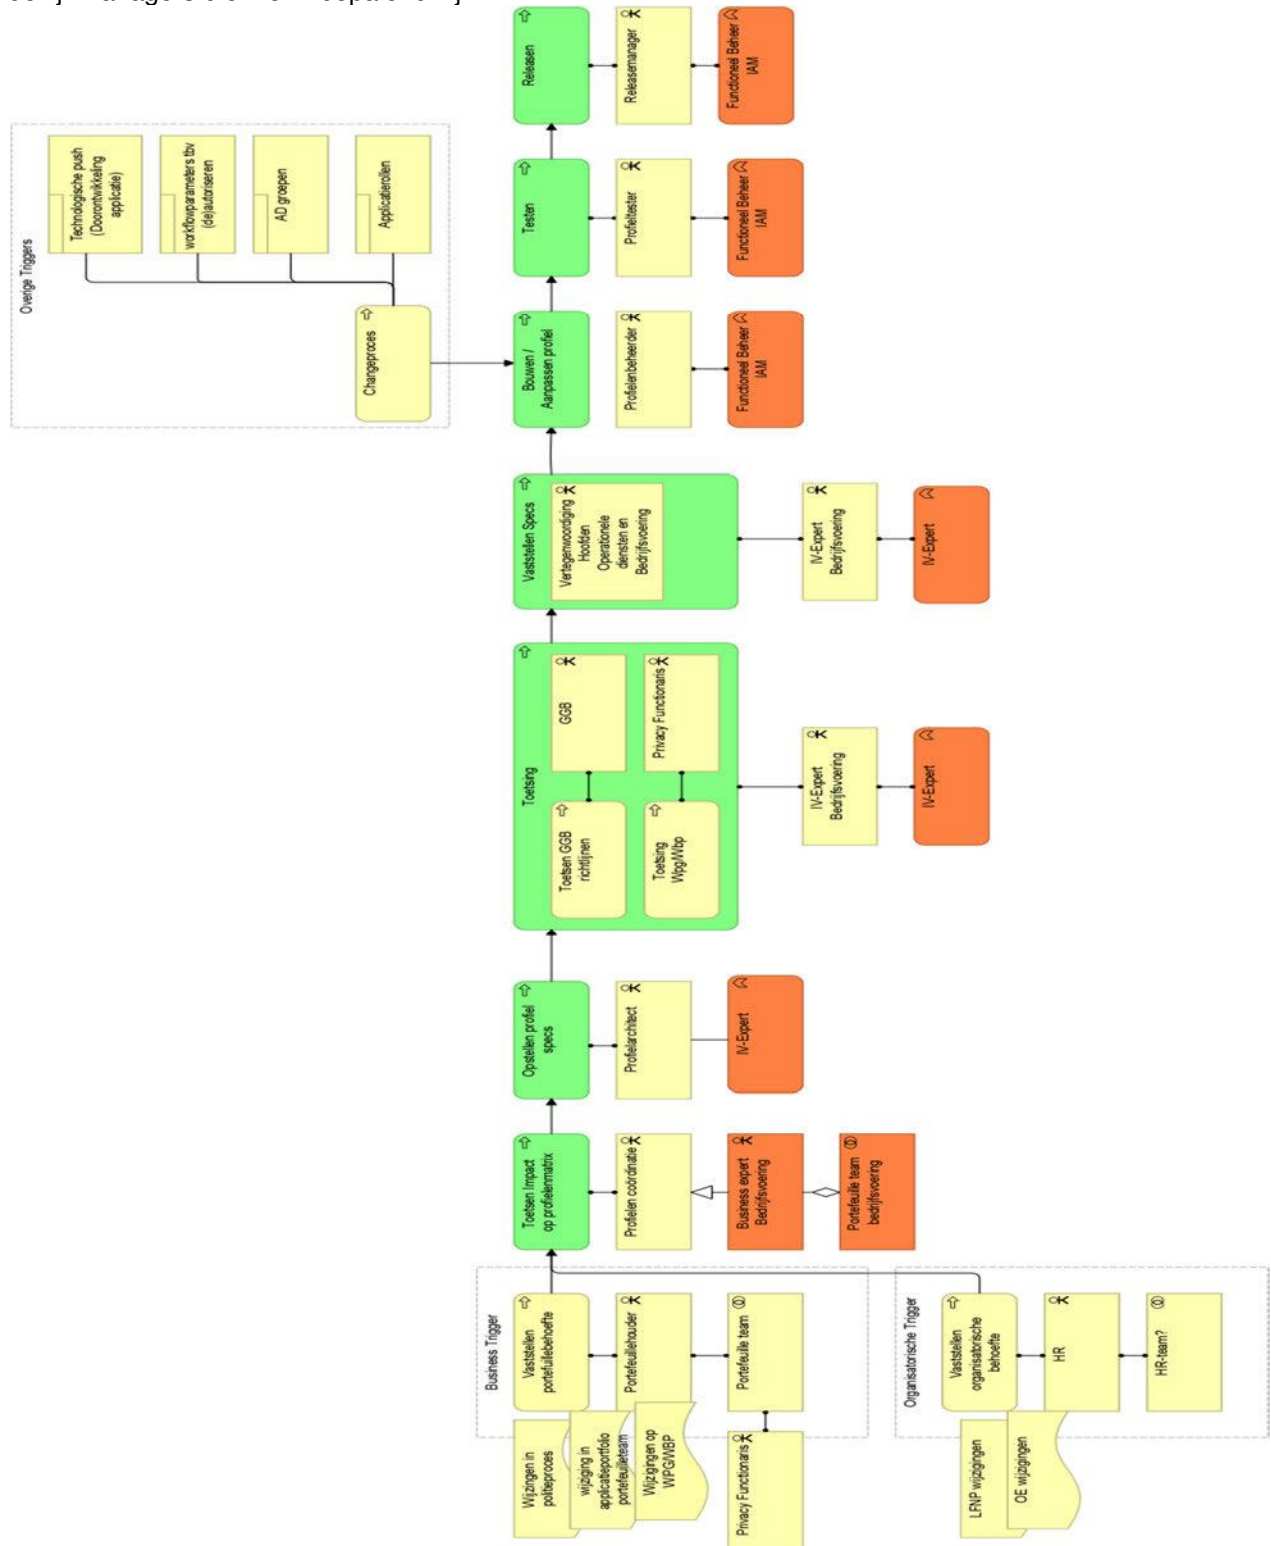 Overige Triggers
Technologische push
(Doorontwikkeling
applicatie)
workflowparameters tbv
(de)autoriseren
AD groepen
Applicatierollen
Changeproces
Business Trigger
Wijzingen in
politieproces
wijziging in
applicatieportfolio
portefeuilleteam
Wijzigingen op
WPG/WBP
Privacy Functionaris
Vaststellen
portefuillebehoefte
Portefeuillehouder
Portefeuille team
Organisatorische Trigger
LFNP wijzigingen
OE wijzigingen
Vaststellen
organisatorische
behoefte
HR
HR-team?
Toetsen Impact
op profielenmatrix
Profielen coördinatie
Business expert
Bedrijfsvoering
Portefeuille team
bedrijfsvoering
Opstellen profiel
specs
Profielarchitect
IV-Expert
Toetsing
Toetsen GGB
richtlijnen
GGB
Toetsing
Wpg/Wbp
Privacy Functionaris
IV-Expert
Bedrijfsvoering
IV-Expert
Vaststellen Specs
Vertegenwoordiging
Hoofden
Operationele
diensten en
Bedrijfsvoering
IV-Expert
Bedrijfsvoering
IV-Expert
Bouwen /
Aanpassen profiel
Profielenbeheerder
Functioneel Beheer
IAM
Testen
Profieltester
Functioneel Beheer
IAM
Releasen
Releasemanager
Functioneel Beheer
IAM